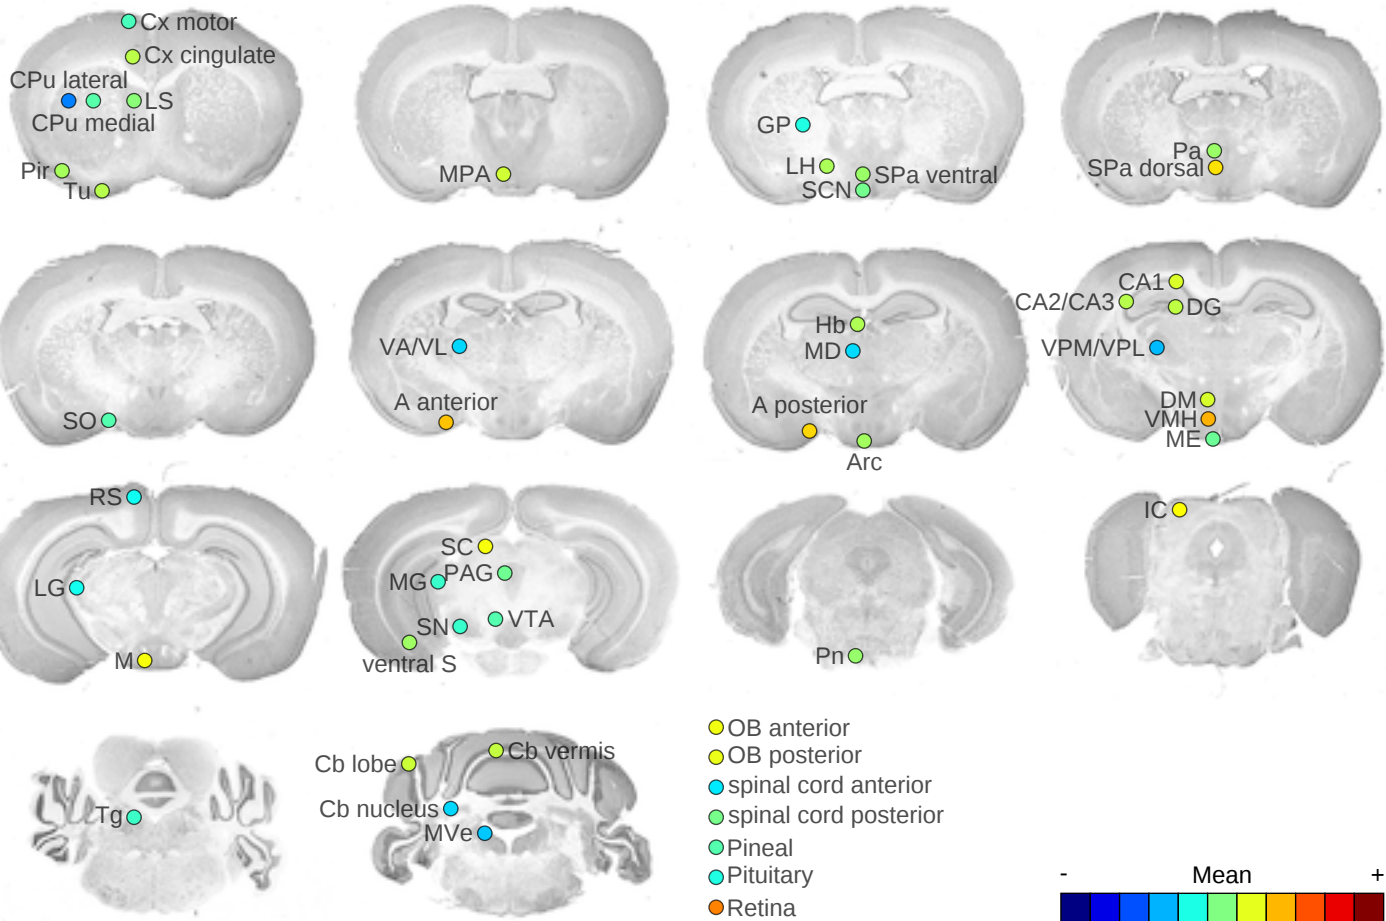 Cx motor
Cx cingulate
CPu lateral
LS
CPu medial
Pir
Tu
MPA
GP
LH
SPa ventral
SCN
Pa
SPa dorsal
SO
VA/VL
A anterior
Hb
MD
A posterior
Arc
CA1
CA2/CA3
DG
VPM/VPL
DM
VMH
ME
RS
LG
M
SC
PAG
MG
SN
VTA
ventral S
Pn
IC
Tg
Cb lobe
Cb vermis
Cb nucleus
MVe
OB anterior
OB posterior
spinal cord anterior
spinal cord posterior
Pineal
Pituitary
Retina
- Mean +